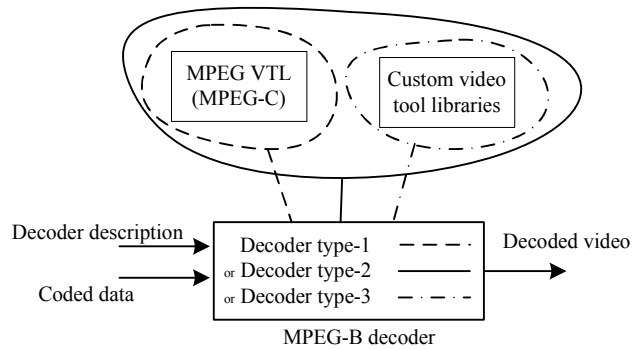 MPEG VTL
(MPEG-C)
Custom video
tool libraries
Decoder description
Coded data
Decoder type-1
or Decoder type-2
or Decoder type-3
Decoded video
MPEG-B decoder